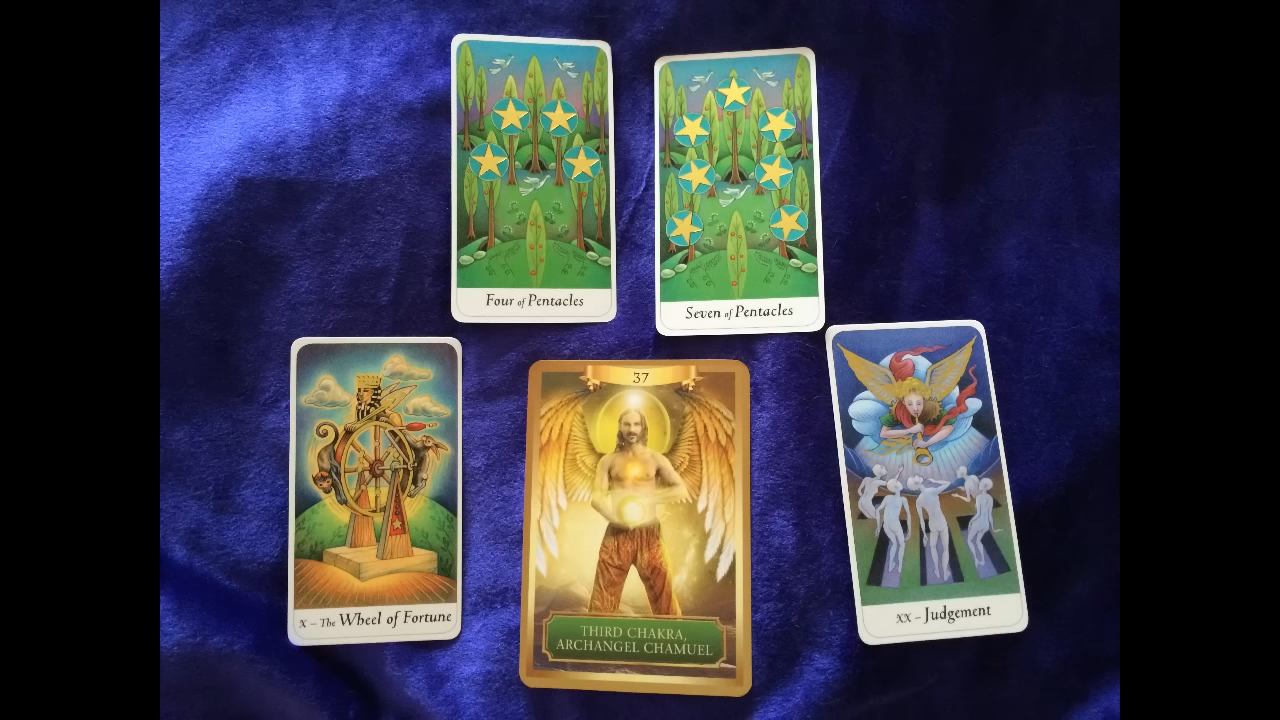 Four of Pentacles
Seven of Pentacles
X – The Wheel of Fortune
37
THIRD CHAKRA,
ARCHANGEL CHAMUEL
XX – Judgement